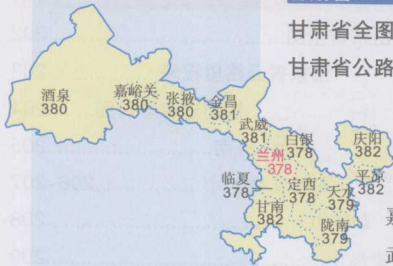 甘肃省全图
甘肃省公路
酒泉
380
嘉峪关
380
张掖
380
金昌
381
武威
381
白银
378
兰州
378
庆阳
382
平凉
382
临夏
378
定西
378
天水
379
甘南
382
陇南
379
嘉
武